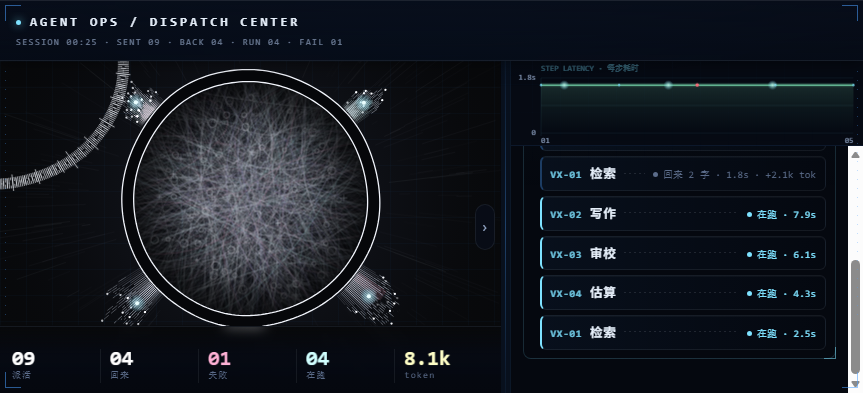 AGENT OPS / DISPATCH CENTER
SESSION 00:25 · SENT 09 · BACK 04 · RUN 04 · FAIL 01
STEP LATENCY · 每步耗时
1.8s
0
01
05
VX-01 检索 回来 2 字 · 1.8s · +2.1k tok
VX-02 写作 在跑 · 7.9s
VX-03 审校 在跑 · 6.1s
VX-04 估算 在跑 · 4.3s
VX-01 检索 在跑 · 2.5s
›
09
派活
04
回来
01
失败
04
在跑
8.1k
token